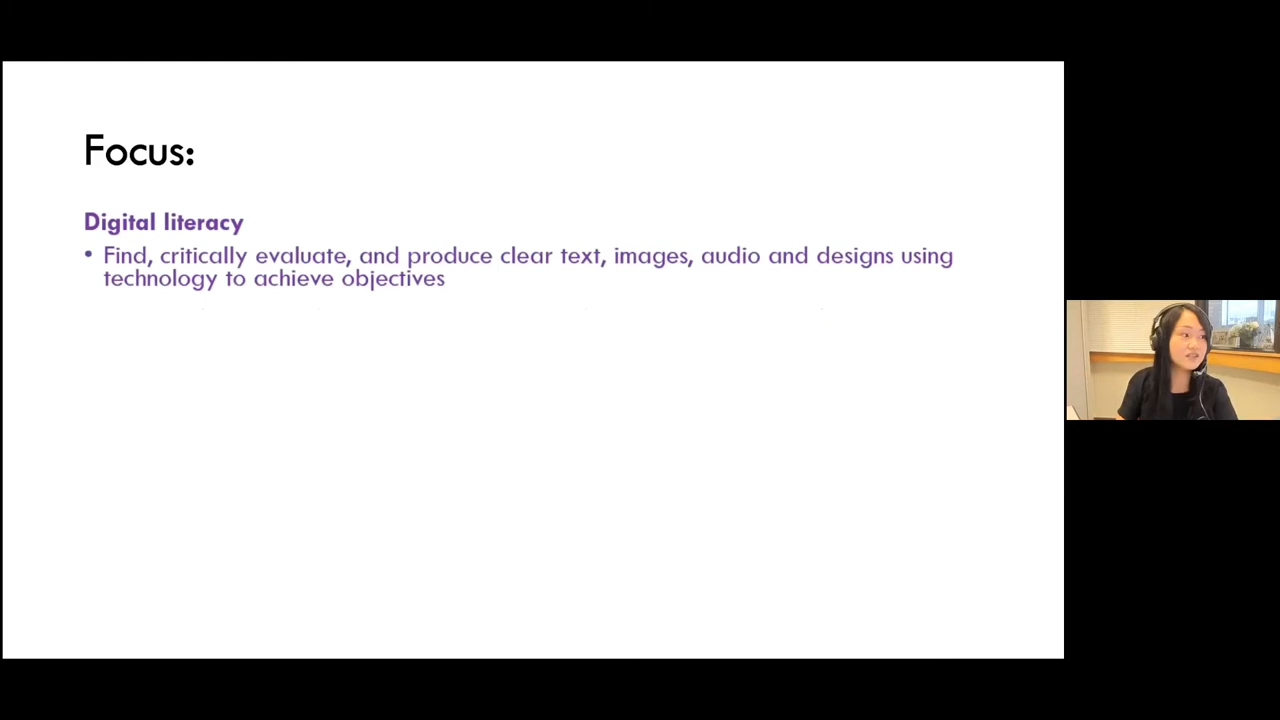 Focus:
Digital literacy
• Find, critically evaluate, and produce clear text, images, audio and designs using
technology to achieve objectives